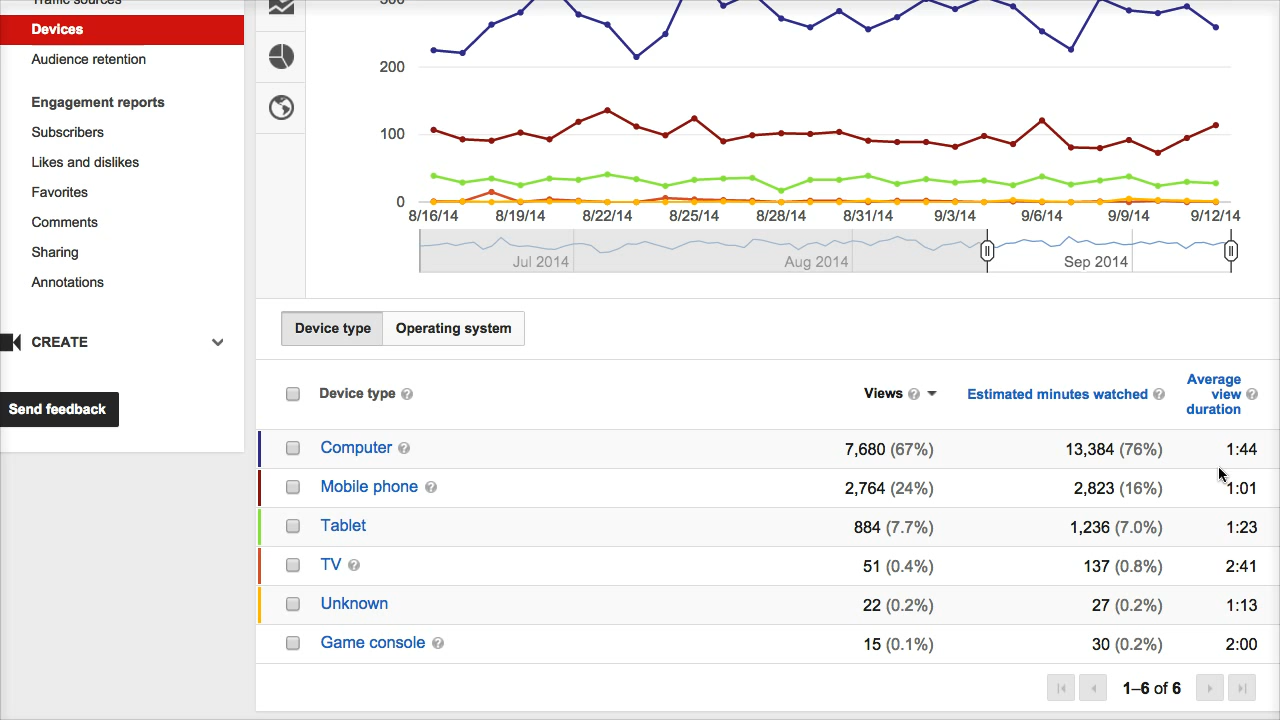 Traffic sources
Devices
Audience retention
Engagement reports
Subscribers
Likes and dislikes
Favorites
Comments
Sharing
Annotations
CREATE
Send feedback
300
200
100
0
8/16/14 8/19/14 8/22/14 8/25/14 8/28/14 8/31/14 9/3/14 9/6/14 9/9/14 9/12/14
Jul 2014 Aug 2014 Sep 2014
Device type Operating system
Device type ? Views ? Estimated minutes watched ? Average view duration ?
Computer ? 7,680 (67%) 13,384 (76%) 1:44
Mobile phone ? 2,764 (24%) 2,823 (16%) 1:01
Tablet 884 (7.7%) 1,236 (7.0%) 1:23
TV ? 51 (0.4%) 137 (0.8%) 2:41
Unknown 22 (0.2%) 27 (0.2%) 1:13
Game console ? 15 (0.1%) 30 (0.2%) 2:00
1–6 of 6